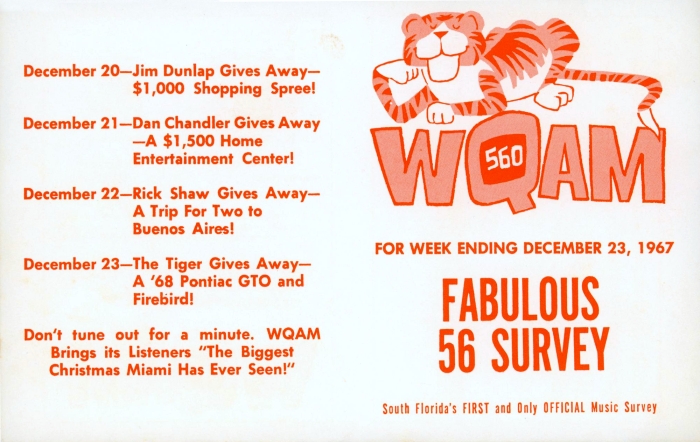 December 20—Jim Dunlap Gives Away—
$1,000 Shopping Spree!
December 21—Dan Chandler Gives Away
—A $1,500 Home
Entertainment Center!
December 22—Rick Shaw Gives Away—
A Trip For Two to
Buenos Aires!
December 23—The Tiger Gives Away—
A '68 Pontiac GTO and
Firebird!
Don't tune out for a minute. WQAM
Brings its Listeners "The Biggest
Christmas Miami Has Ever Seen!"
WQAM
560
FOR WEEK ENDING DECEMBER 23, 1967
FABULOUS
56 SURVEY
South Florida's FIRST and Only OFFICIAL Music Survey